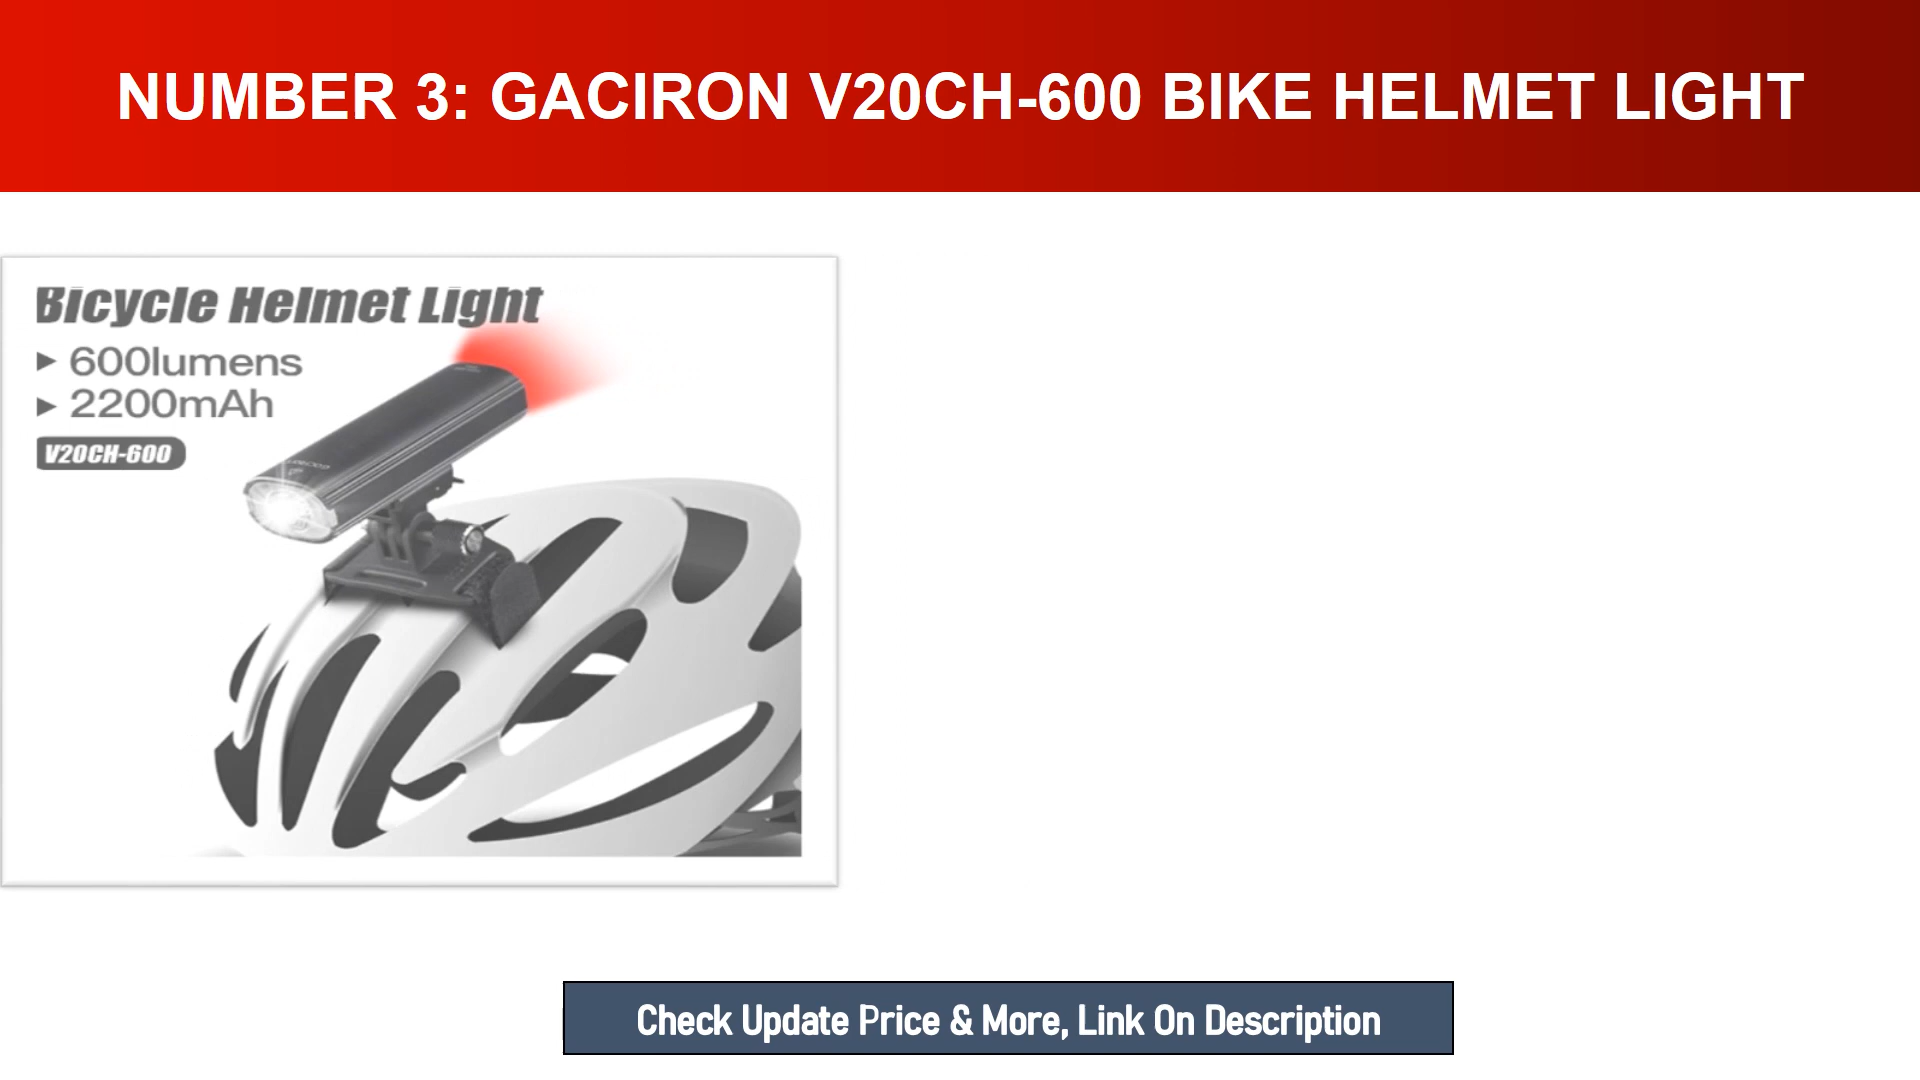 NUMBER 3: GACIRON V20CH-600 BIKE HELMET LIGHT
Bicycle Helmet Light
► 600lumens
► 2200mAh
V20CH-600
GACIRON
Check Update Price & More, Link On Description